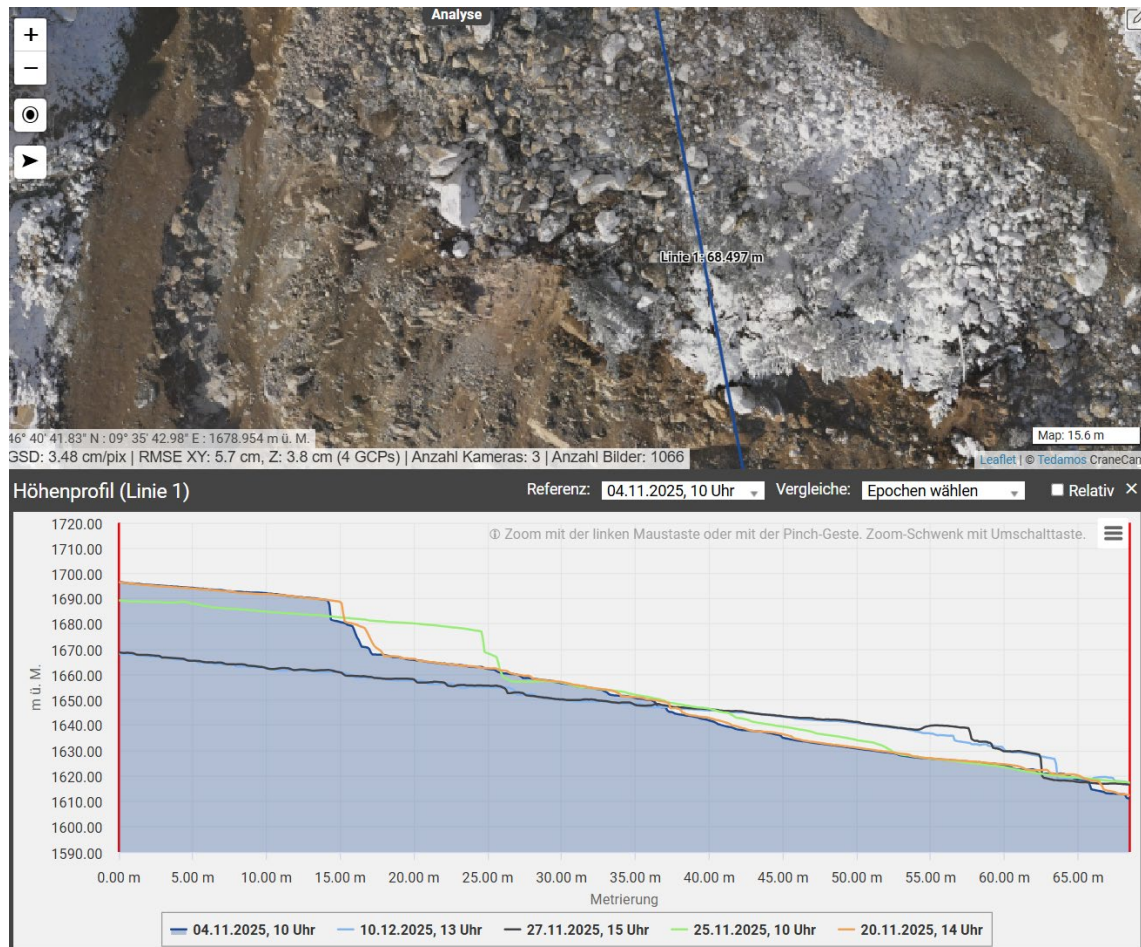 Analyse
+
−
Linie 1: 68.497 m
46° 40' 41.83" N : 09° 35' 42.98" E : 1678.954 m ü. M.
Map: 15.6 m
GSD: 3.48 cm/pix | RMSE XY: 5.7 cm, Z: 3.8 cm (4 GCPs) | Anzahl Kameras: 3 | Anzahl Bilder: 1066
Leaflet | © Tedamos CraneCam
Höhenprofil (Linie 1)
Referenz: 04.11.2025, 10 Uhr Vergleiche: Epochen wählen Relativ ×
Zoom mit der linken Maustaste oder mit der Pinch-Geste. Zoom-Schwenk mit Umschalttaste.
m ü. M.
1720.00
1710.00
1700.00
1690.00
1680.00
1670.00
1660.00
1650.00
1640.00
1630.00
1620.00
1610.00
1600.00
1590.00
0.00 m 5.00 m 10.00 m 15.00 m 20.00 m 25.00 m 30.00 m 35.00 m 40.00 m 45.00 m 50.00 m 55.00 m 60.00 m 65.00 m
Metrierung
04.11.2025, 10 Uhr 10.12.2025, 13 Uhr 27.11.2025, 15 Uhr 25.11.2025, 10 Uhr 20.11.2025, 14 Uhr